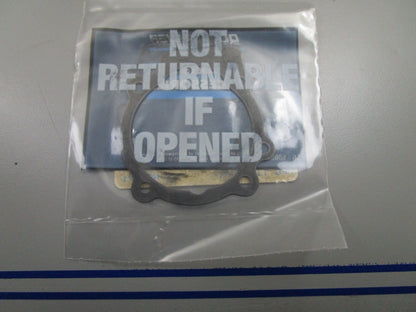 NOT
RETURNABLE
IF
OPENED